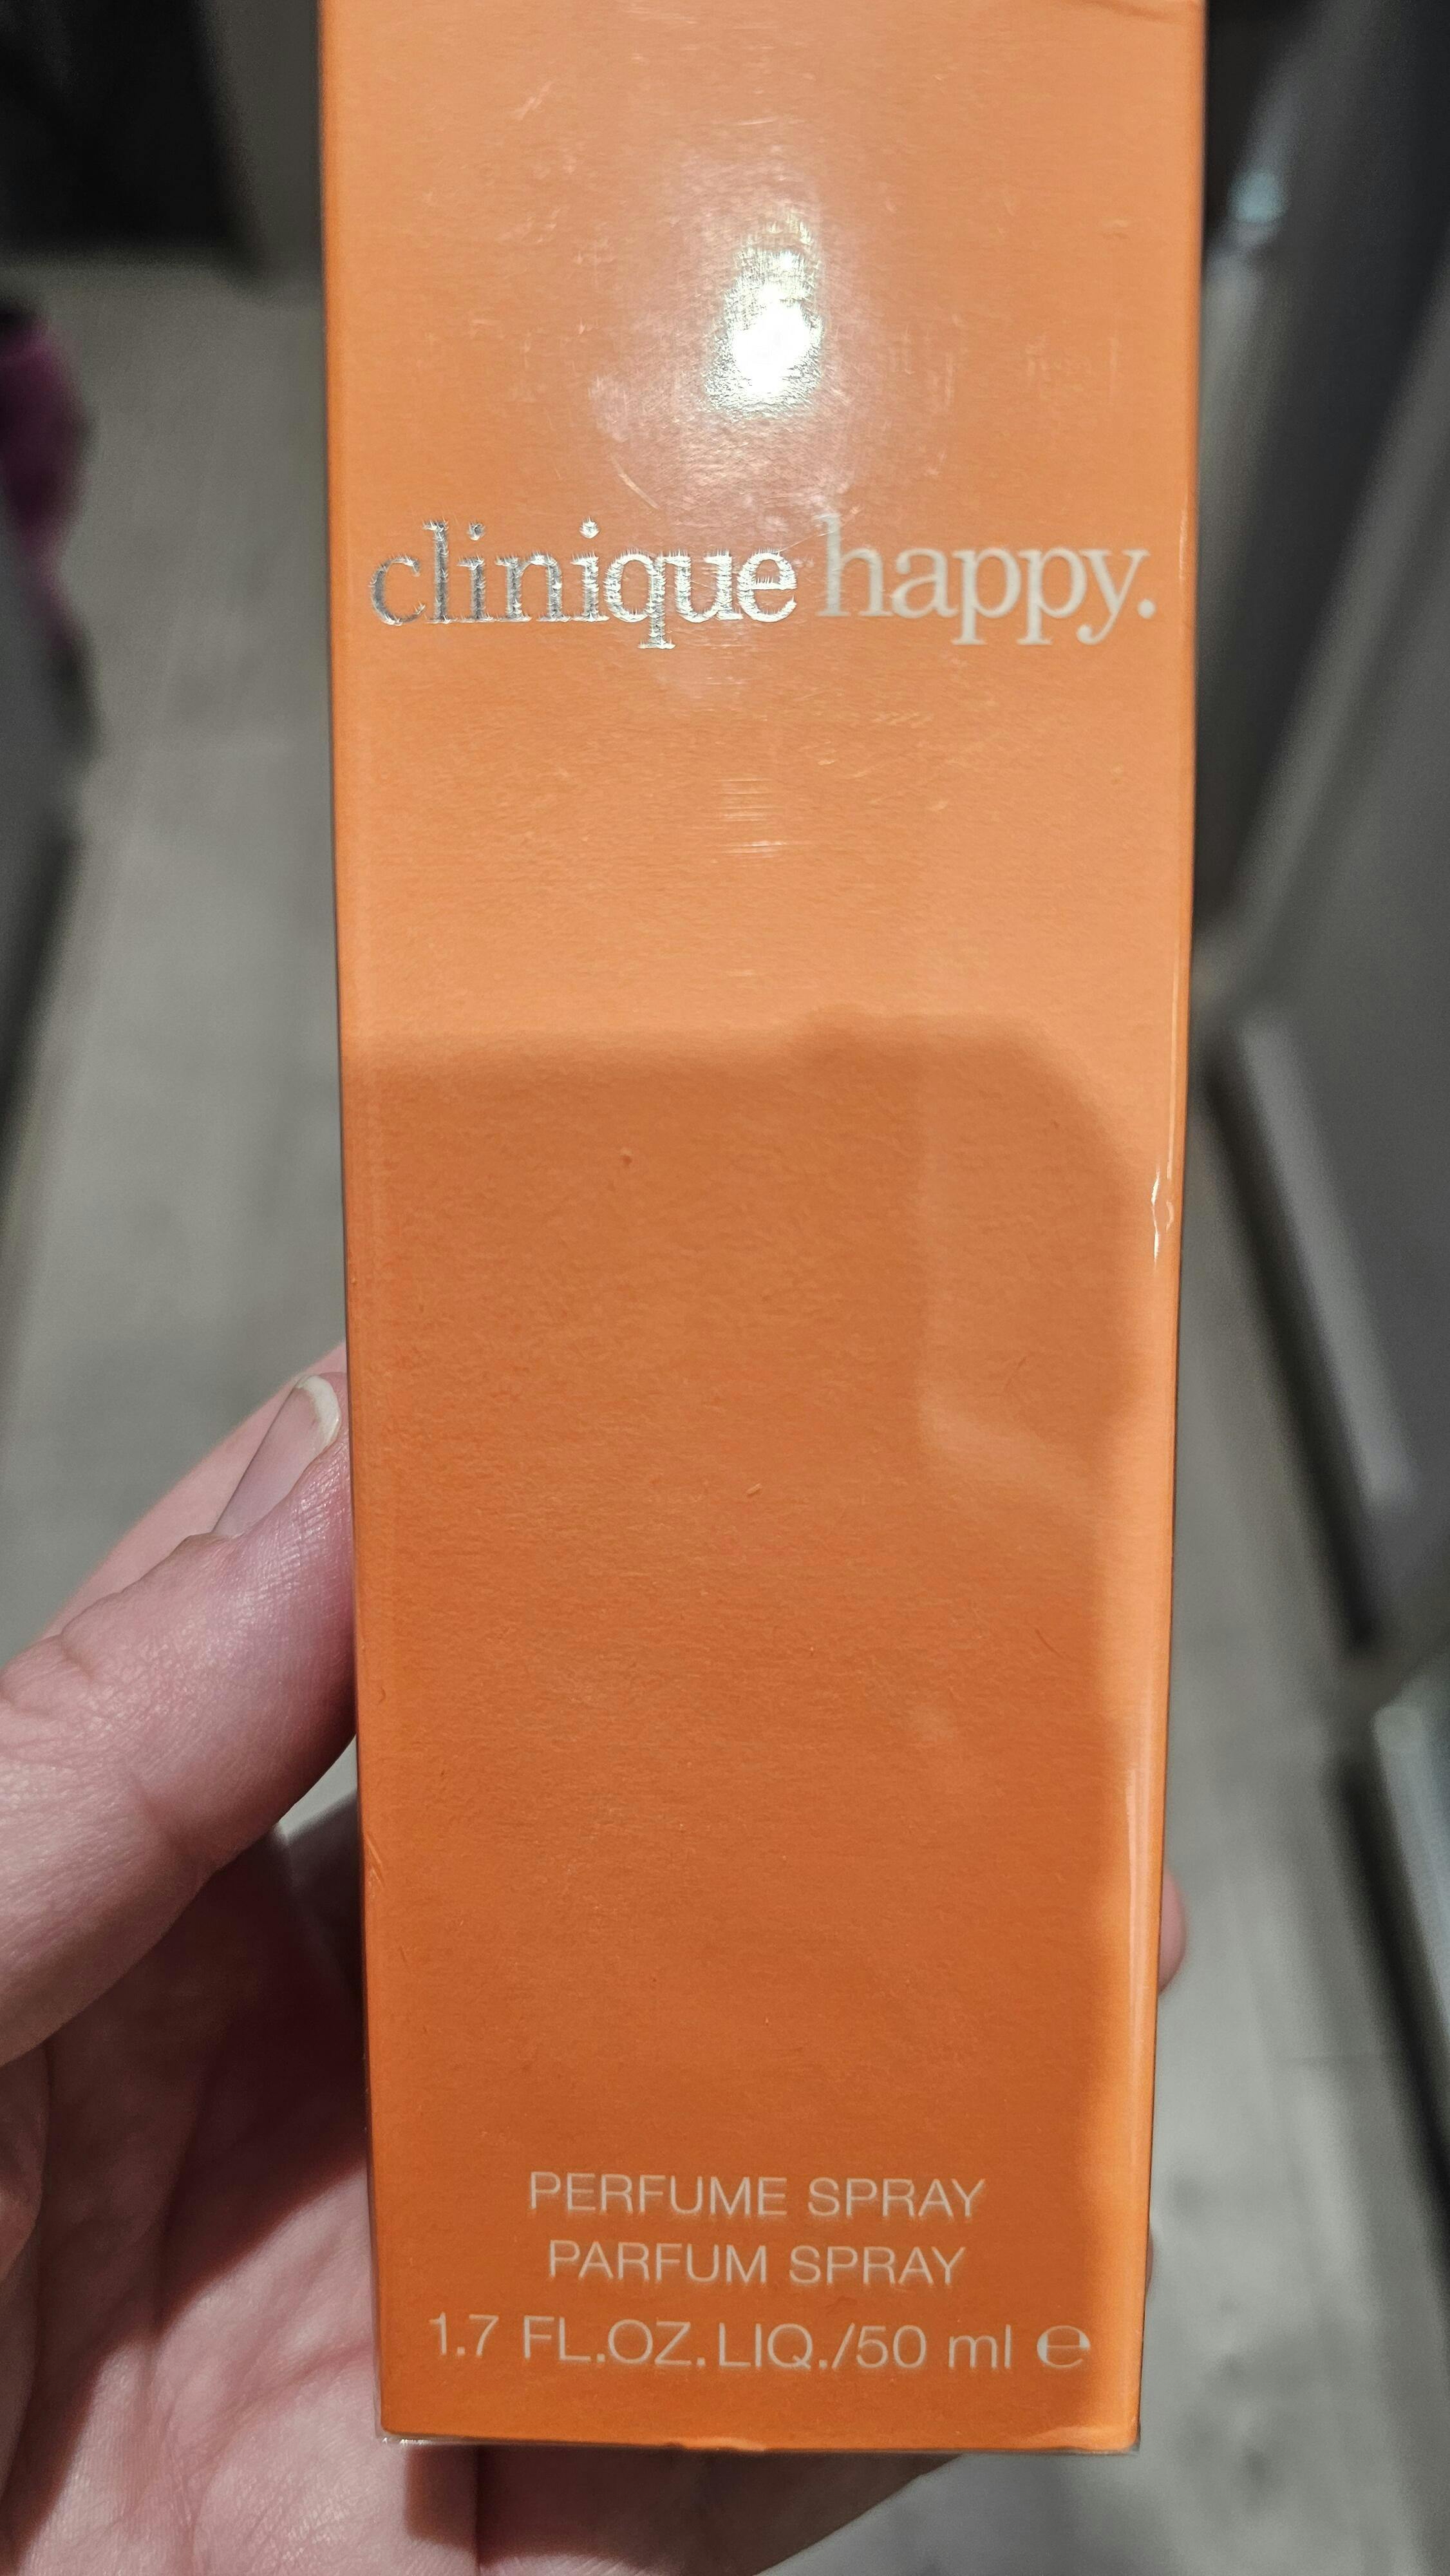 clinique happy.
PERFUME SPRAY
PARFUM SPRAY
1.7 FL.OZ.LIQ./50 ml ℮